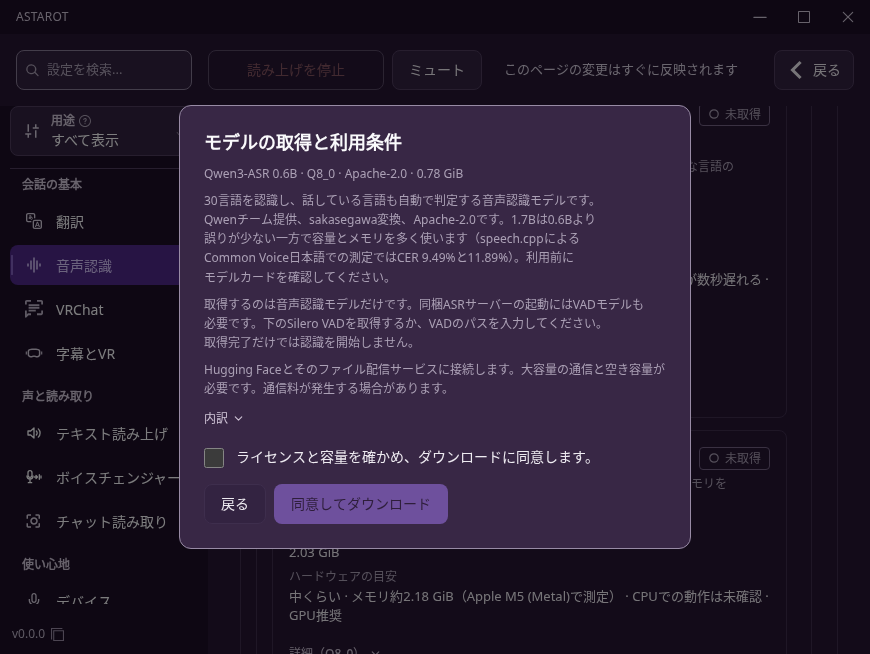 ASTAROT
設定を検索...
読み上げを停止
ミュート
このページの変更はすぐに反映されます
戻る
用途
すべて表示
会話の基本
翻訳
音声認識
VRChat
字幕とVR
声と読み取り
テキスト読み上げ
ボイスチェンジャー
チャット読み取り
使い心地
デバイス
v0.0.0
未取得
な言語の
が数秒遅れる ·
モデルの取得と利用条件
Qwen3-ASR 0.6B · Q8_0 · Apache-2.0 · 0.78 GiB
30言語を認識し、話している言語も自動で判定する音声認識モデルです。
Qwenチーム提供、sakasegawa変換、Apache-2.0です。1.7Bは0.6Bより
誤りが少ない一方で容量とメモリを多く使います（speech.cppによる
Common Voice日本語での測定ではCER 9.49%と11.89%）。利用前に
モデルカードを確認してください。
取得するのは音声認識モデルだけです。同梱ASRサーバーの起動にはVADモデルも
必要です。下のSilero VADを取得するか、VADのパスを入力してください。
取得完了だけでは認識を開始しません。
Hugging Faceとそのファイル配信サービスに接続します。大容量の通信と空き容量が
必要です。通信料が発生する場合があります。
内訳
ライセンスと容量を確かめ、ダウンロードに同意します。
戻る
同意してダウンロード
未取得
モリを
2.03 GiB
ハードウェアの目安
中くらい · メモリ約2.18 GiB（Apple M5 (Metal)で測定） · CPUでの動作は未確認 ·
GPU推奨
詳細（Q8_0）